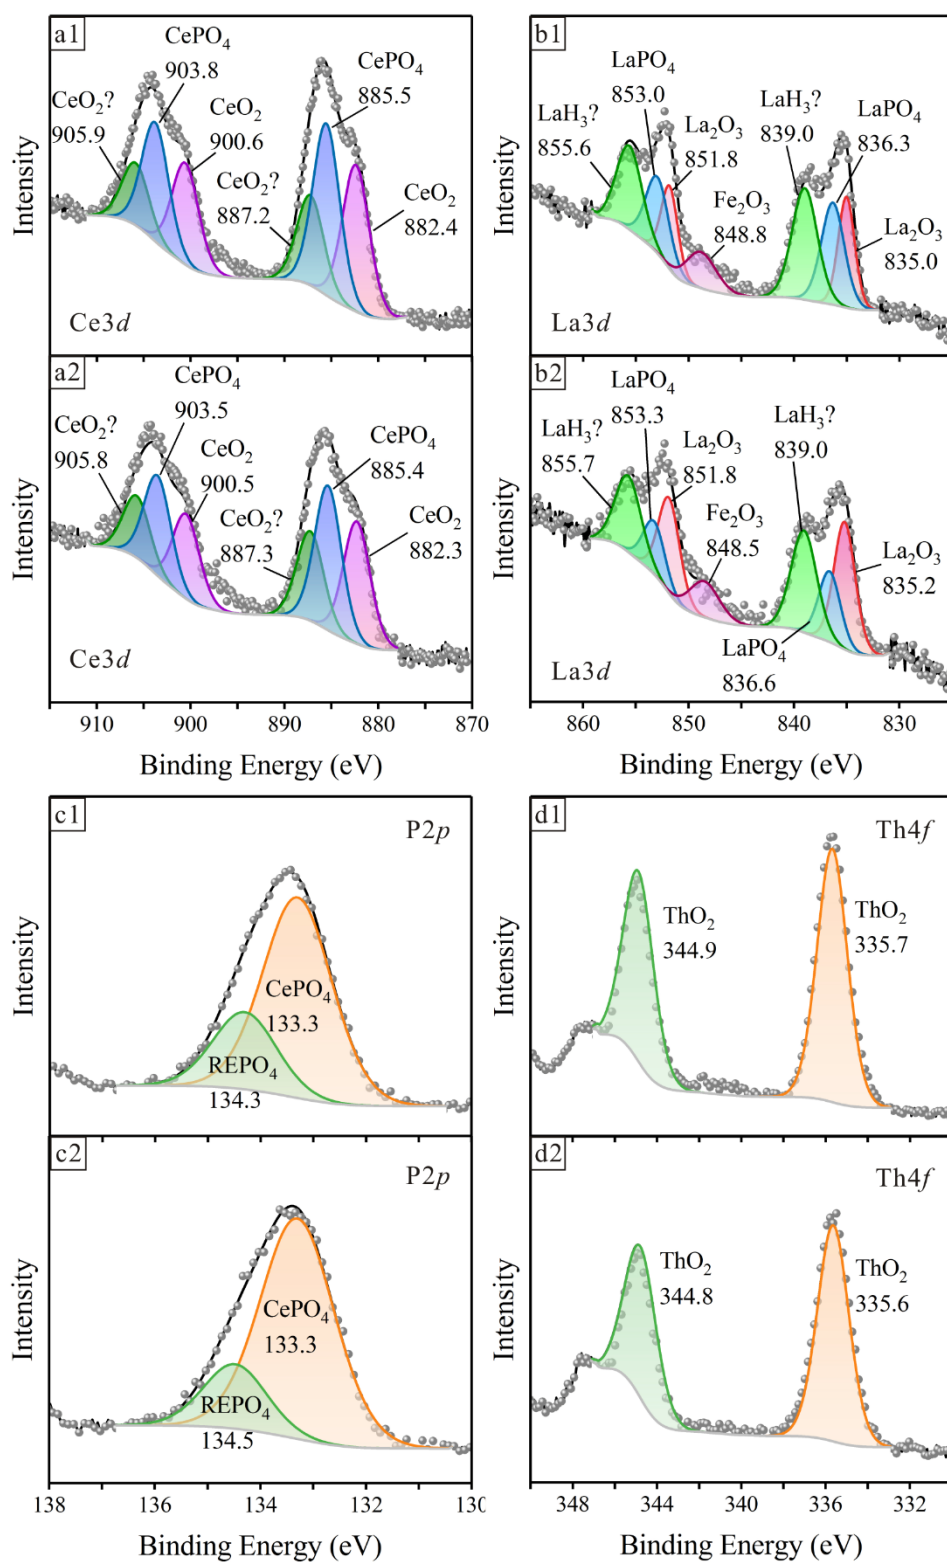 a1
CePO4
903.8
CeO2?
905.9
CeO2
900.6
CeO2?
887.2
CePO4
885.5
CeO2
882.4
Ce3d
Intensity
b1
LaPO4
853.0
LaH3?
855.6
La2O3
851.8
Fe2O3
848.8
LaH3?
839.0
LaPO4
836.3
La2O3
835.0
La3d
Intensity
a2
CePO4
903.5
CeO2?
905.8
CeO2
900.5
CeO2?
887.3
CePO4
885.4
CeO2
882.3
Ce3d
Intensity
910 900 890 880 870
Binding Energy (eV)
b2
LaPO4
853.3
LaH3?
855.7
La2O3
851.8
Fe2O3
848.5
LaH3?
839.0
La2O3
835.2
LaPO4
836.6
La3d
Intensity
860 850 840 830
Binding Energy (eV)
c1
P2p
CePO4
133.3
REPO4
134.3
Intensity
d1
Th4f
ThO2
344.9
ThO2
335.7
Intensity
c2
P2p
CePO4
133.3
REPO4
134.5
Intensity
138 136 134 133 132 130
Binding Energy (eV)
d2
Th4f
ThO2
344.8
ThO2
335.6
Intensity
348 344 340 336 332
Binding Energy (eV)